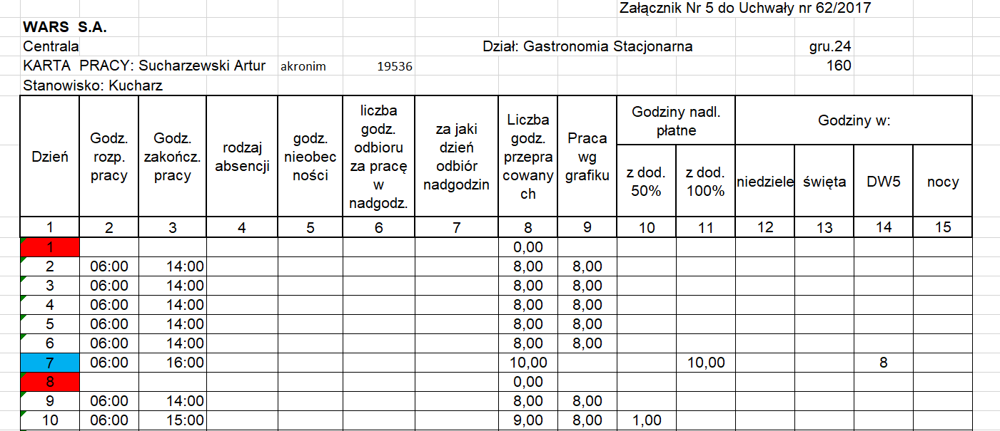 Załącznik Nr 5 do Uchwały nr 62/2017
WARS S.A.
Centrala Dział: Gastronomia Stacjonarna gru.24
KARTA PRACY: Sucharzewski Artur akronim 19536 160
Stanowisko: Kucharz
Dzień
Godz.
rozp.
pracy
Godz.
zakończ.
pracy
rodzaj
absencji
godz.
nieobec
ności
liczba
godz.
odbioru
za pracę
w
nadgodz.
za jaki
dzień
odbiór
nadgodzin
Liczba
godz.
przepra
cowany
ch
Praca
wg
grafiku
Godziny nadl.
płatne
z dod.
50%
z dod.
100%
Godziny w:
niedziele
święta
DW5
nocy
1 2 3 4 5 6 7 8 9 10 11 12 13 14 15
1 0,00
2 06:00 14:00 8,00 8,00
3 06:00 14:00 8,00 8,00
4 06:00 14:00 8,00 8,00
5 06:00 14:00 8,00 8,00
6 06:00 14:00 8,00 8,00
7 06:00 16:00 10,00 10,00 8
8 0,00
9 06:00 14:00 8,00 8,00
10 06:00 15:00 9,00 8,00 1,00